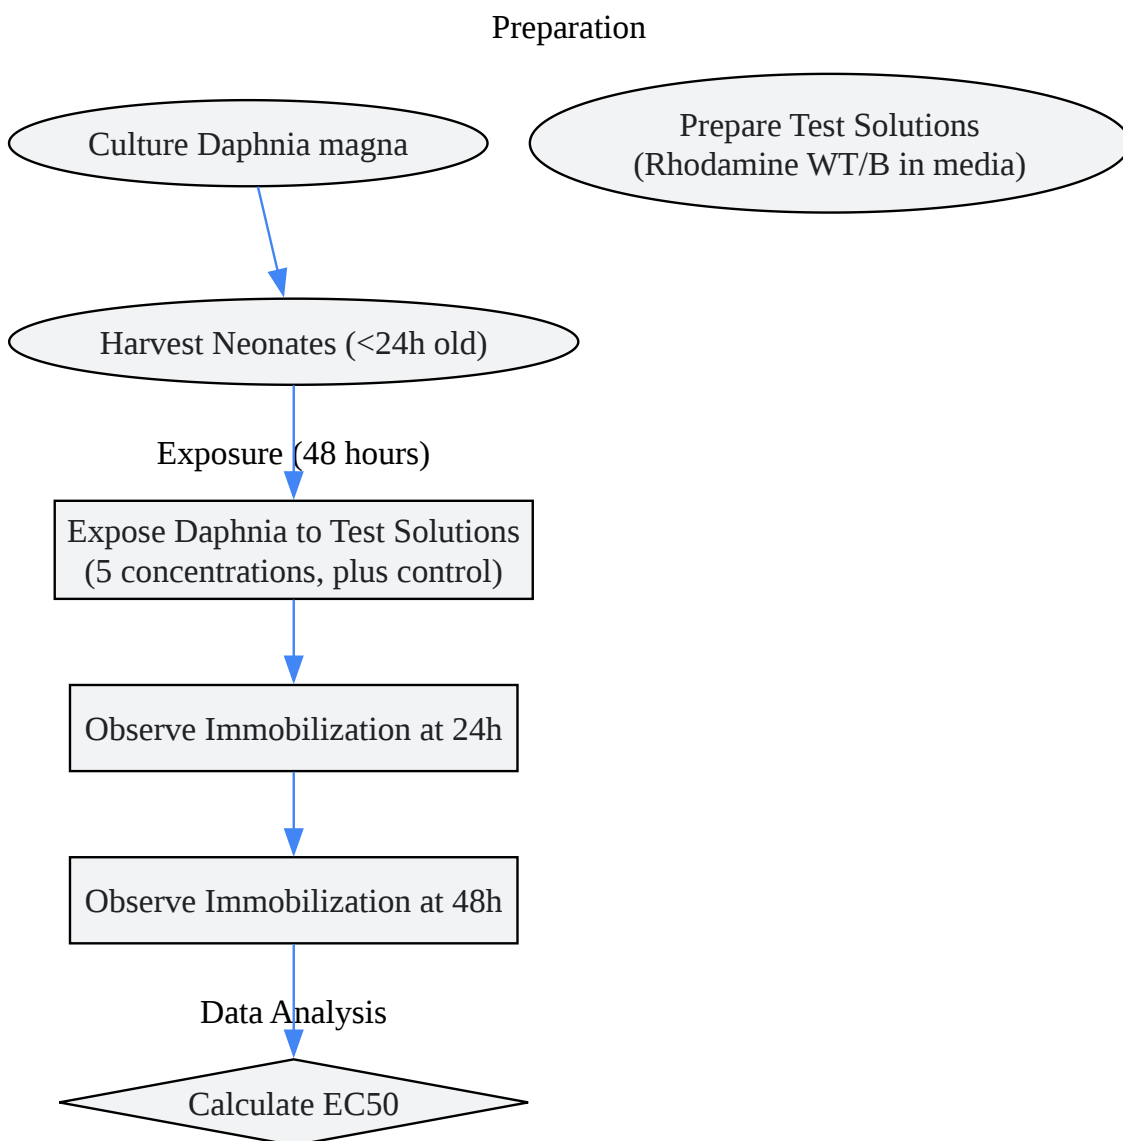 Preparation
Culture Daphnia magna
Prepare Test Solutions
(Rhodamine WT/B in media)
Harvest Neonates (<24h old)
Exposure (48 hours)
Expose Daphnia to Test Solutions
(5 concentrations, plus control)
Observe Immobilization at 24h
Observe Immobilization at 48h
Data Analysis
Calculate EC50